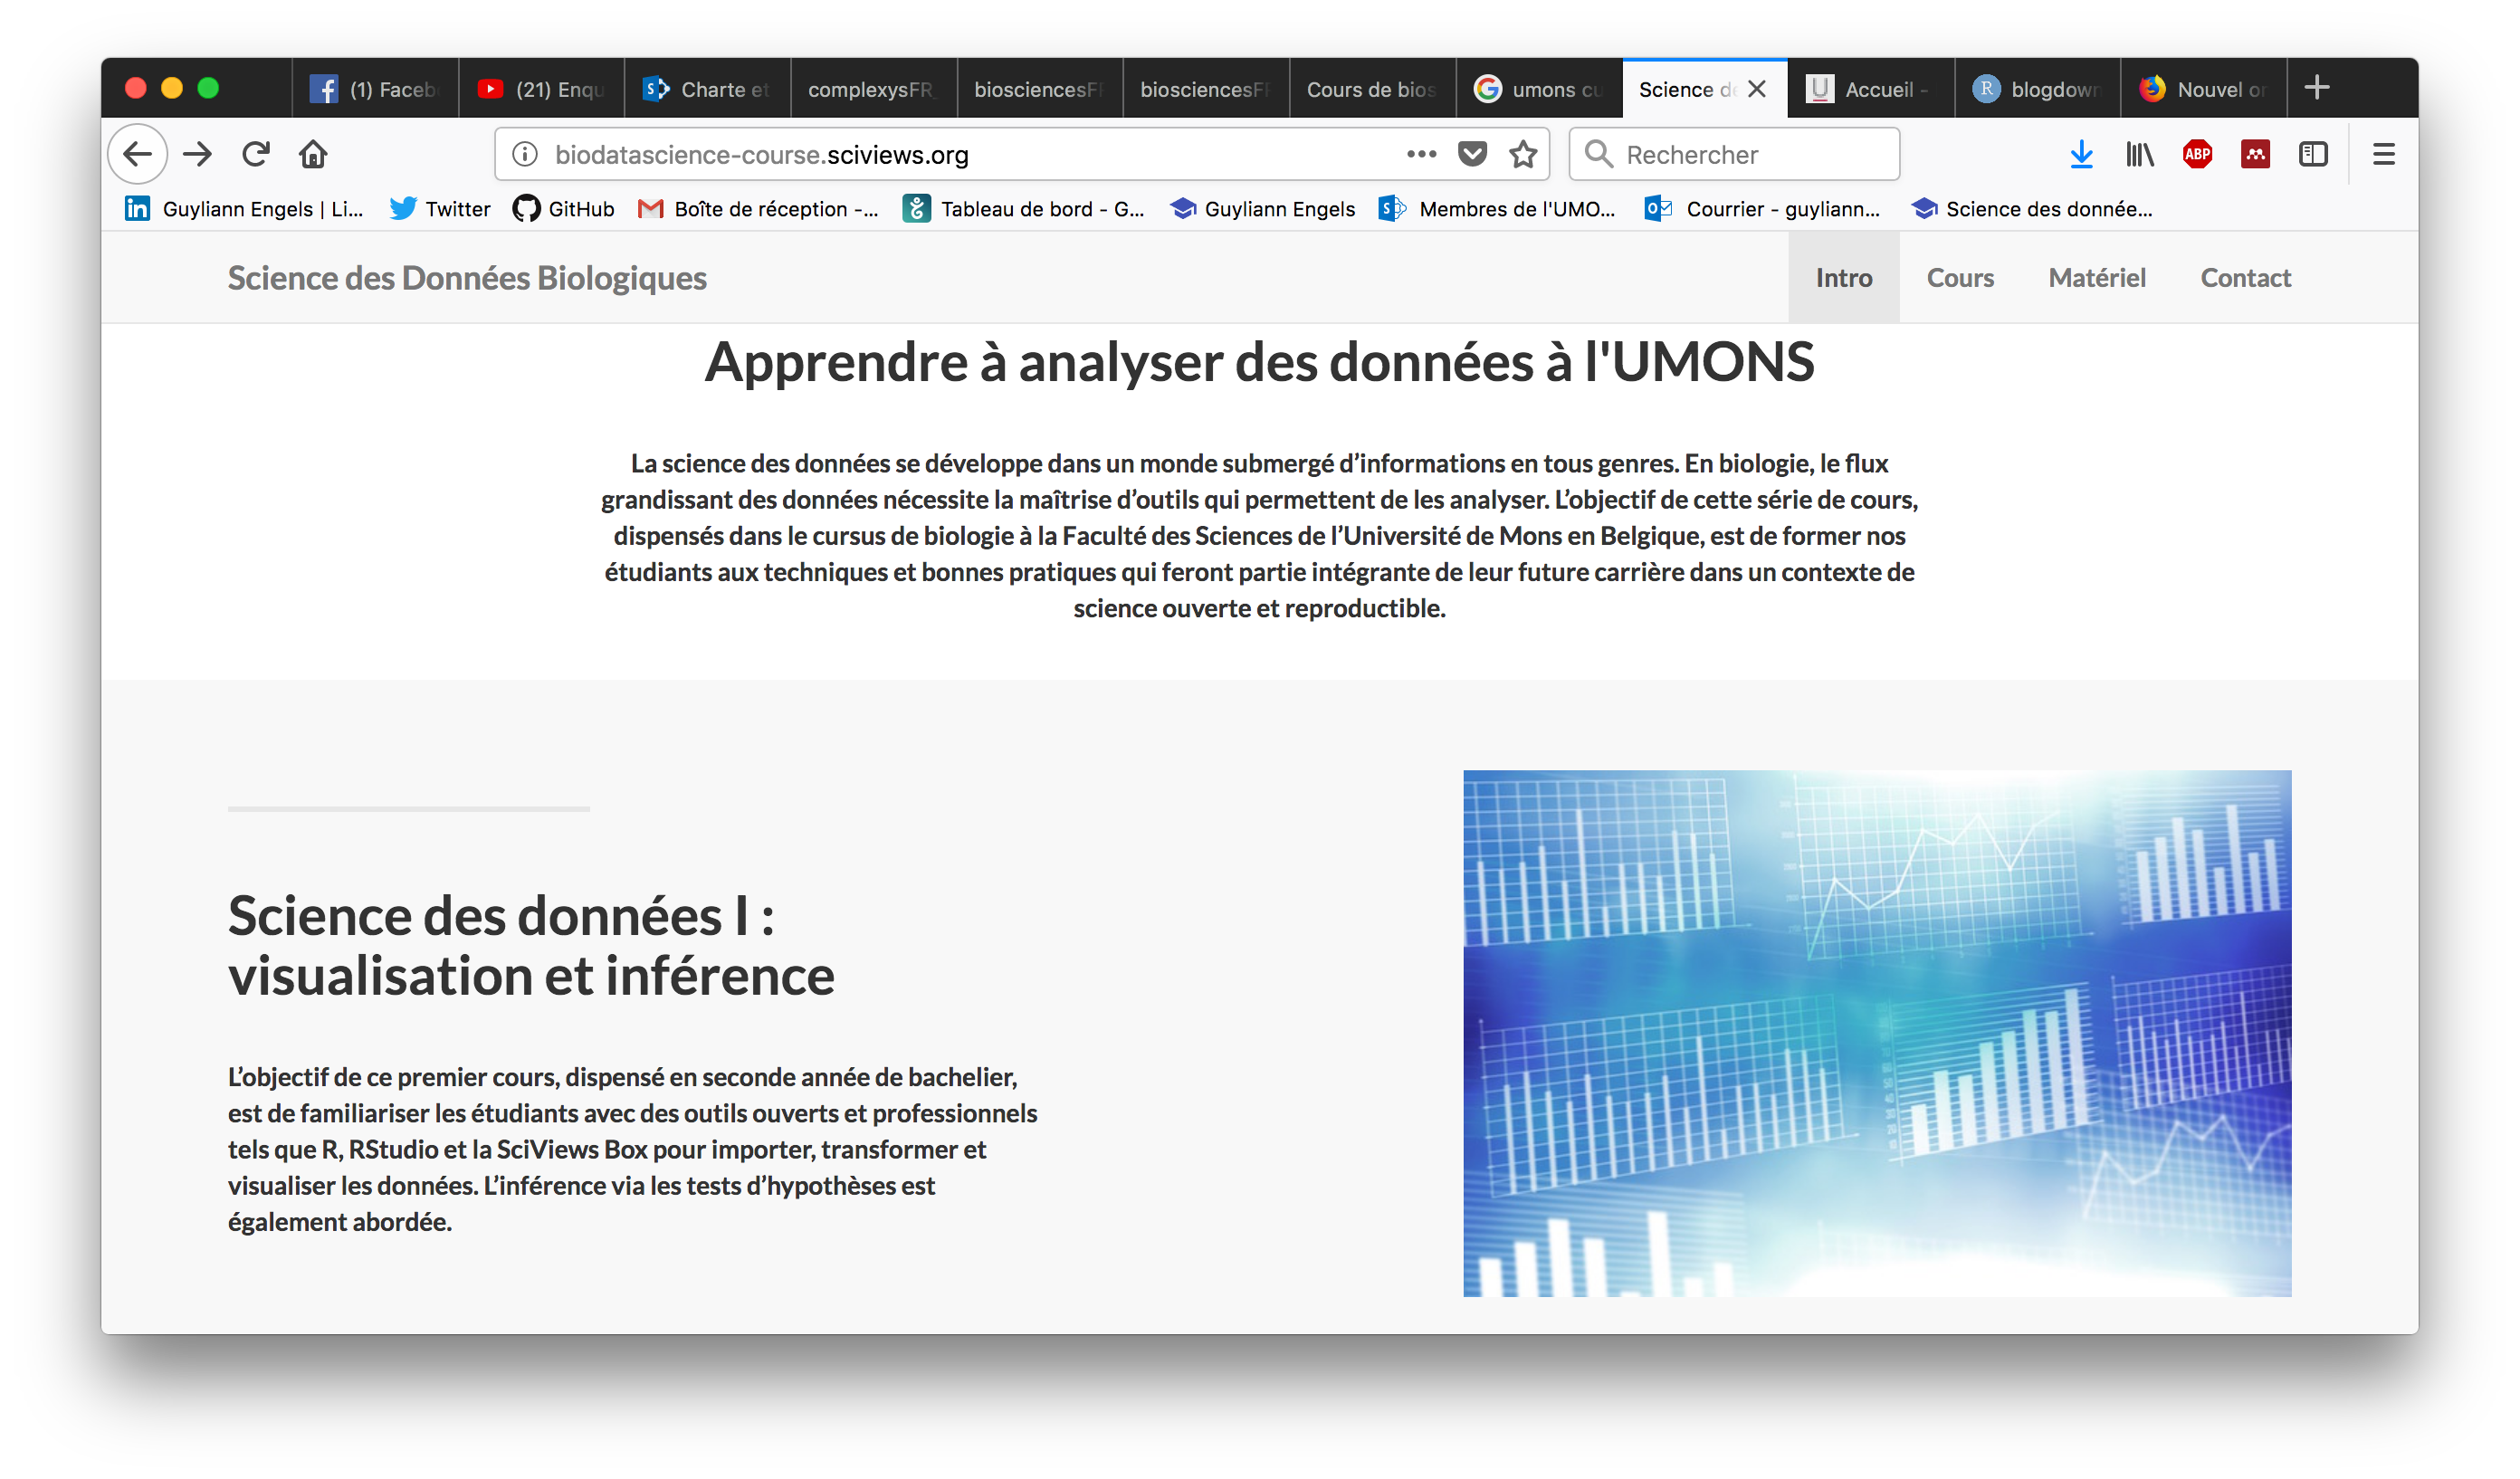 (1) Faceb
(21) Enqu
Charte et
complexysFR_
biosciencesF
biosciencesF
Cours de bios
umons cu
Science d
Accueil -
blogdown
Nouvel on
biodatascience-course.sciviews.org
Rechercher
ABP
Guyliann Engels | Li...
Twitter
GitHub
Boîte de réception -...
Tableau de bord - G...
Guyliann Engels
Membres de l'UMO...
Courrier - guyliann...
Science des donnée...
Science des Données Biologiques
Intro
Cours
Matériel
Contact
Apprendre à analyser des données à l'UMONS
La science des données se développe dans un monde submergé d’informations en tous genres. En biologie, le flux
grandissant des données nécessite la maîtrise d’outils qui permettent de les analyser. L’objectif de cette série de cours,
dispensés dans le cursus de biologie à la Faculté des Sciences de l’Université de Mons en Belgique, est de former nos
étudiants aux techniques et bonnes pratiques qui feront partie intégrante de leur future carrière dans un contexte de
science ouverte et reproductible.
Science des données I :
visualisation et inférence
L’objectif de ce premier cours, dispensé en seconde année de bachelier,
est de familiariser les étudiants avec des outils ouverts et professionnels
tels que R, RStudio et la SciViews Box pour importer, transformer et
visualiser les données. L’inférence via les tests d’hypothèses est
également abordée.